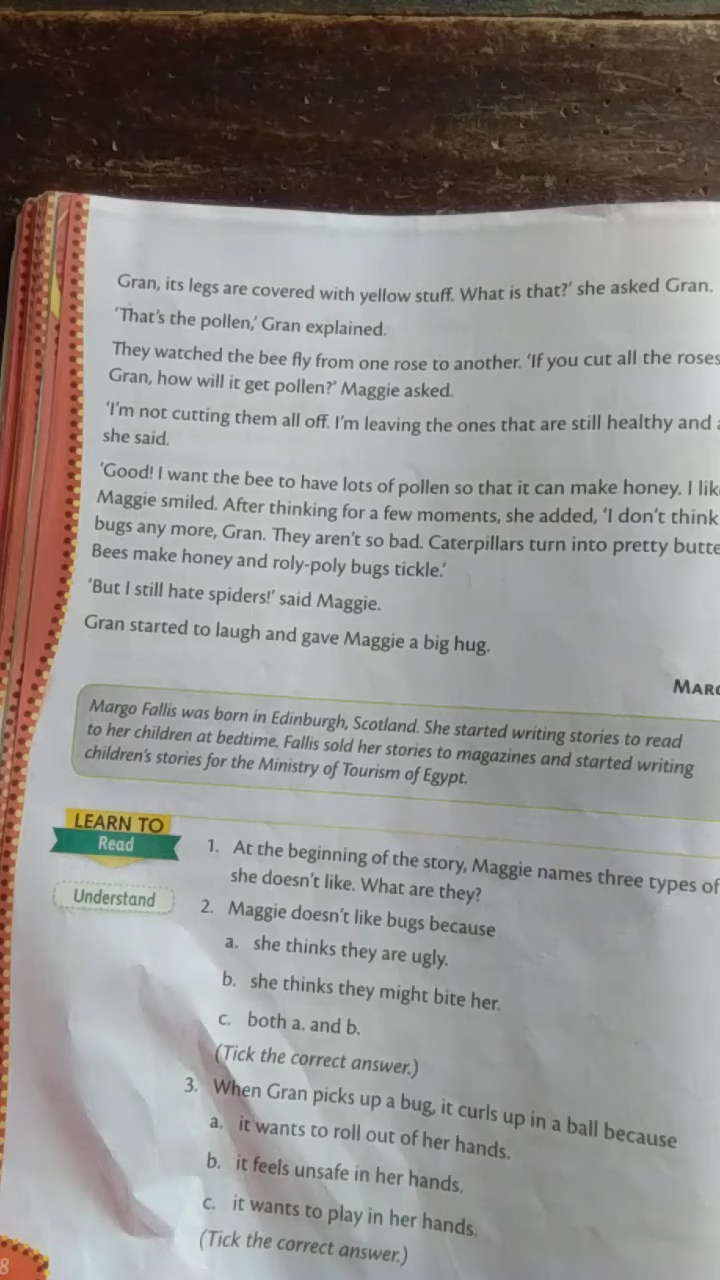 Gran, its legs are covered with yellow stuff. What is that?' she asked Gran.
'That's the pollen,' Gran explained.
They watched the bee fly from one rose to another. 'If you cut all the roses
Gran, how will it get pollen?' Maggie asked.
'I'm not cutting them all off. I'm leaving the ones that are still healthy and
she said.
'Good! I want the bee to have lots of pollen so that it can make honey. I
Maggie smiled. After thinking for a few moments, she added, 'I don't think
bugs any more, Gran. They aren't so bad. Caterpillars turn into pretty
Bees make honey and roly-poly bugs tickle.'
'But I still hate spiders!' said Maggie.
Gran started to laugh and gave Maggie a big hug.
Margo Fallis was born in Edinburgh, Scotland. She started writing stories to read
to her children at bedtime. Fallis sold her stories to magazines and started writing
children's stories for the Ministry of Tourism of Egypt.
LEARN TO
Read
Understand
1. At the beginning of the story, Maggie names three types of
she doesn't like. What are they?
2. Maggie doesn't like bugs because
a. she thinks they are ugly.
b. she thinks they might bite her.
c. both a. and b.
(Tick the correct answer.)
3. When Gran picks up a bug, it curls up in a ball because
a. it wants to roll out of her hands.
b. it feels unsafe in her hands.
c. it wants to play in her hands.
(Tick the correct answer.)
8